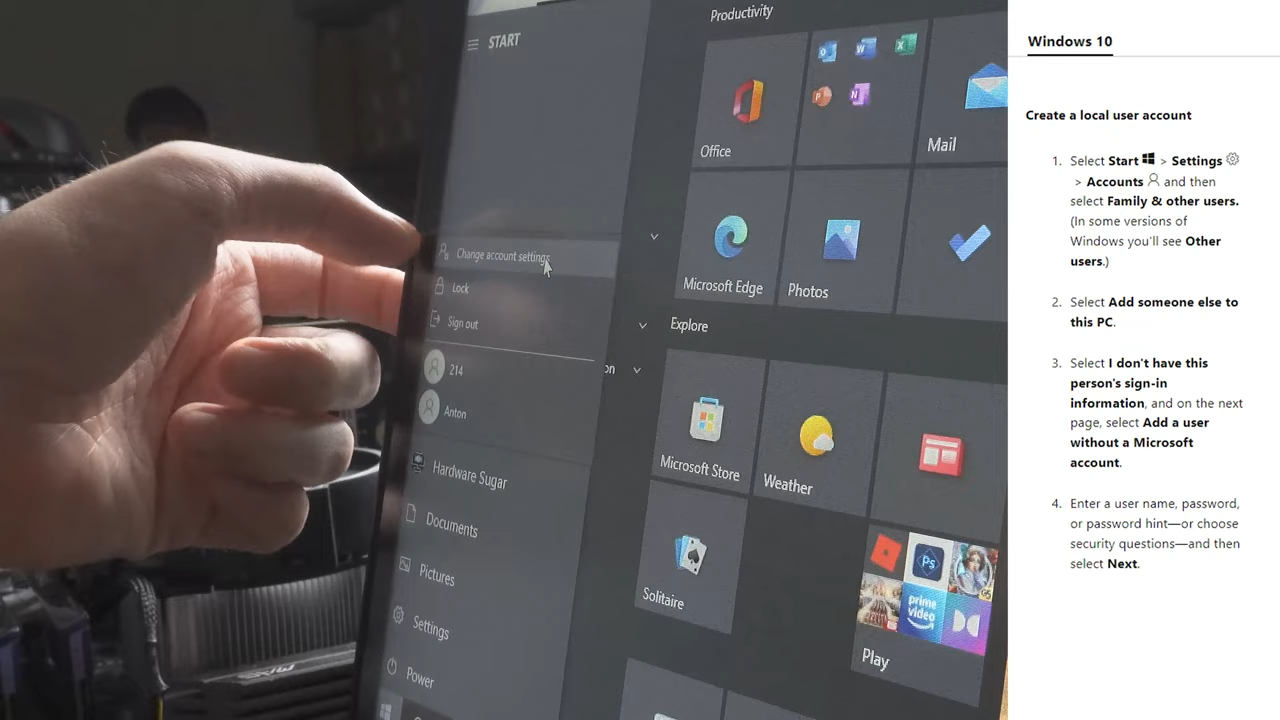 START
Change account settings
Lock
Sign out
214
Anton
Hardware Sugar
Documents
Pictures
Settings
Power
on
Productivity
Office
Mail
Microsoft Edge
Photos
Explore
Microsoft Store
Weather
Solitaire
Ps
prime
video
Play
Windows 10
Create a local user account
1. Select Start > Settings
> Accounts and then
select Family & other users.
(In some versions of
Windows you'll see Other
users.)
2. Select Add someone else to
this PC.
3. Select I don't have this
person's sign-in
information, and on the next
page, select Add a user
without a Microsoft
account.
4. Enter a user name, password,
or password hint—or choose
security questions—and then
select Next.